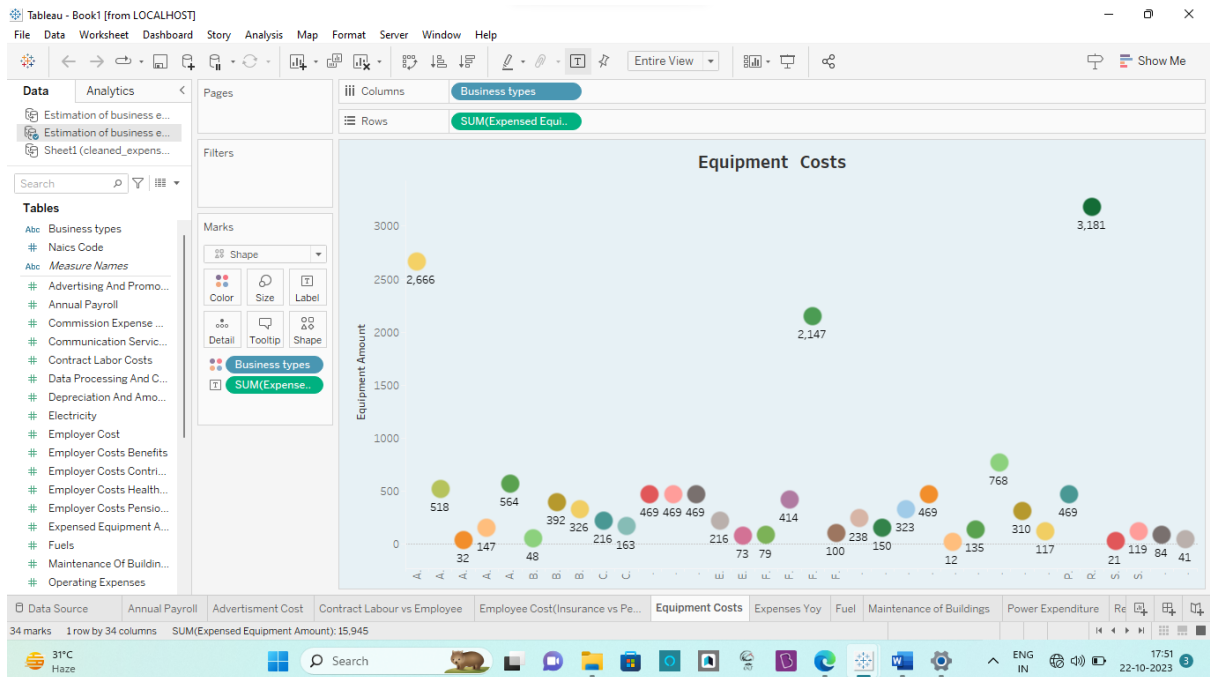 Tableau - Book1 [from LOCALHOST]
File Data Worksheet Dashboard Story Analysis Map Format Server Window Help
Entire View
Show Me
Data Analytics
Estimation of business e...
Estimation of business e...
Sheet1 (cleaned_expens...
Search
Tables
Abc Business types
# Naics Code
Abc Measure Names
# Advertising And Promo...
# Annual Payroll
# Commission Expense ...
# Communication Servic...
# Contract Labor Costs
# Data Processing And C...
# Depreciation And Amo...
# Electricity
# Employer Cost
# Employer Costs Benefits
# Employer Costs Contri...
# Employer Costs Health...
# Employer Costs Pensio...
# Expensed Equipment A...
# Fuels
# Maintenance Of Buildin...
# Operating Expenses
Pages
Filters
Marks
Shape
Color Size Label
Detail Tooltip Shape
Business types
SUM(Expense..
Columns Business types
Rows SUM(Expensed Equi..
Equipment Costs
Equipment Amount
3000
2500
2000
1500
1000
500
0
2,666
518
32
147
564
48
392
326
216
163
469
469
469
216
73
79
414
2,147
100
238
150
323
469
12
135
768
310
117
469
3,181
21
119
84
41
A. A. A. A. A. B. B. B. C. C. E. E. F. F. F. F. P. R. S. S.
Data Source Annual Payroll Advertisment Cost Contract Labour vs Employee Employee Cost(Insurance vs Pe... Equipment Costs Expenses Yoy Fuel Maintenance of Buildings Power Expenditure Re
34 marks 1 row by 34 columns SUM(Expensed Equipment Amount): 15,945
31°C
Haze
Search
ENG
IN
17:51
22-10-2023
3